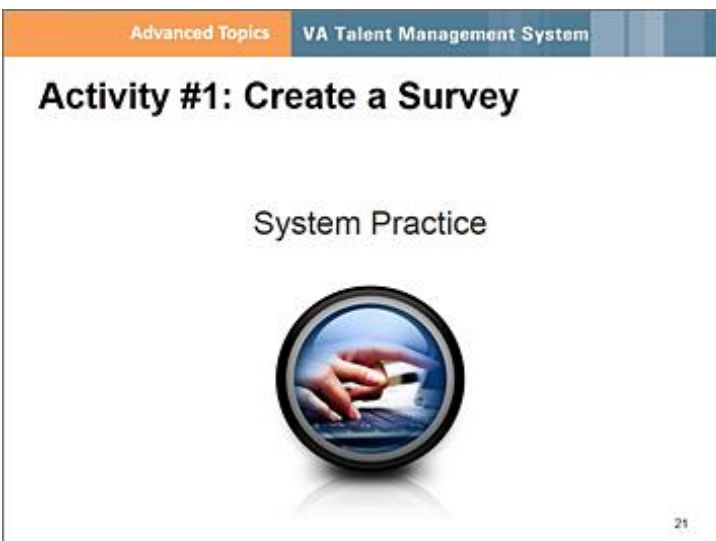 Advanced Topics VA Talent Management System
Activity #1: Create a Survey
System Practice
21